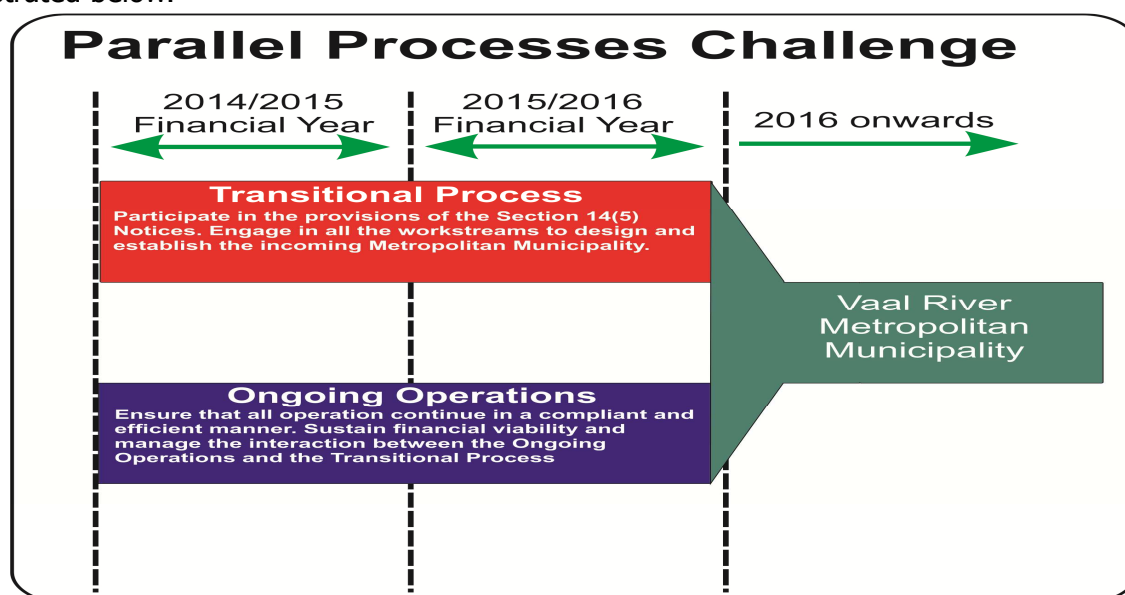 strated below:
Parallel Processes Challenge
2014/2015
Financial Year
2015/2016
Financial Year
2016 onwards
Transitional Process
Participate in the provisions of the Section 14(5)
Notices. Engage in all the workstreams to design and
establish the incoming Metropolitan Municipality.
Vaal River
Metropolitan
Municipality
Ongoing Operations
Ensure that all operation continue in a compliant and
efficient manner. Sustain financial viability and
manage the interaction between the Ongoing
Operations and the Transitional Process